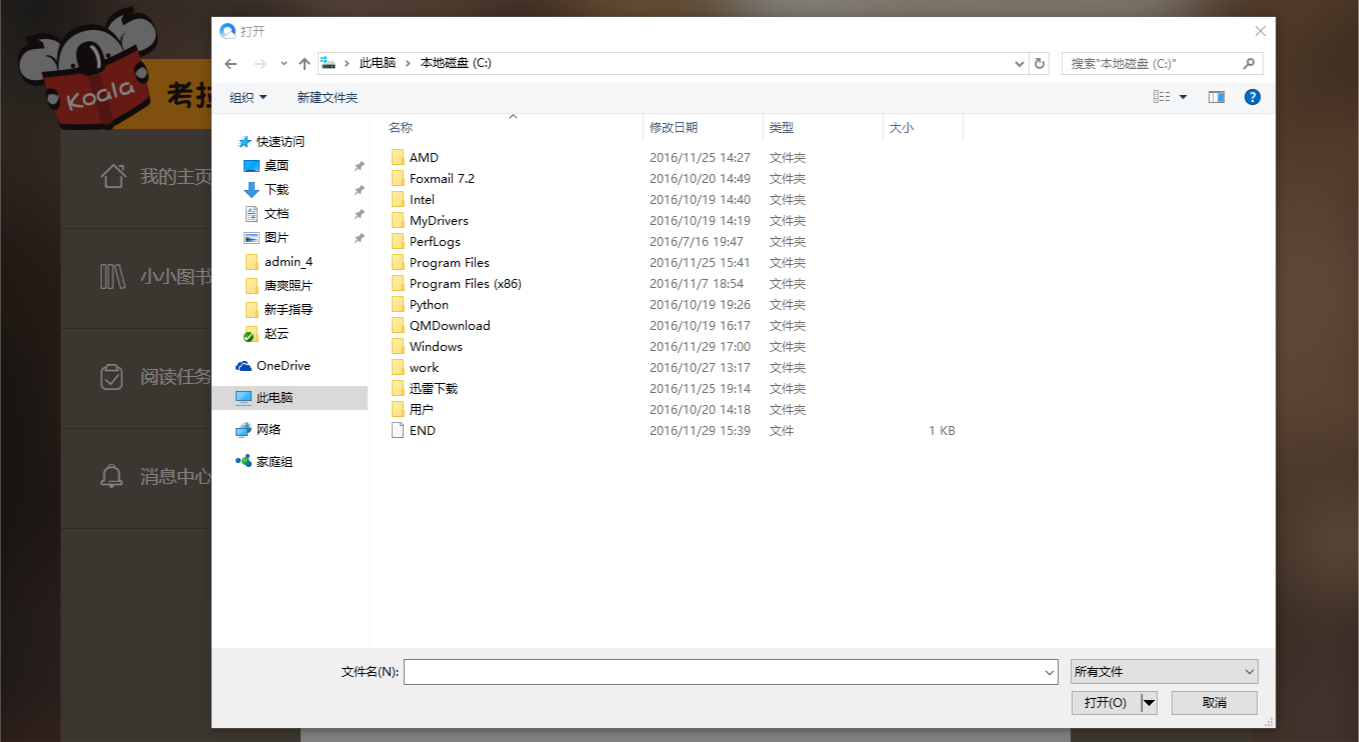 打开
此电脑 › 本地磁盘 (C:)
搜索"本地磁盘 (C:)"
组织 新建文件夹
Koala
考拉
我的主页
小小图书
阅读任务
消息中心
快速访问
桌面
下载
文档
图片
admin_4
唐爽照片
新手指导
赵云
OneDrive
此电脑
网络
家庭组
名称 修改日期 类型 大小
AMD 2016/11/25 14:27 文件夹
Foxmail 7.2 2016/10/20 14:49 文件夹
Intel 2016/10/19 14:40 文件夹
MyDrivers 2016/10/19 14:19 文件夹
PerfLogs 2016/7/16 19:47 文件夹
Program Files 2016/11/25 15:41 文件夹
Program Files (x86) 2016/11/7 18:54 文件夹
Python 2016/10/19 19:26 文件夹
QMDownload 2016/10/19 16:17 文件夹
Windows 2016/11/29 17:00 文件夹
work 2016/10/27 13:17 文件夹
迅雷下载 2016/11/25 19:14 文件夹
用户 2016/10/20 14:18 文件夹
END 2016/11/29 15:39 文件 1 KB
文件名(N): 所有文件
打开(O) 取消